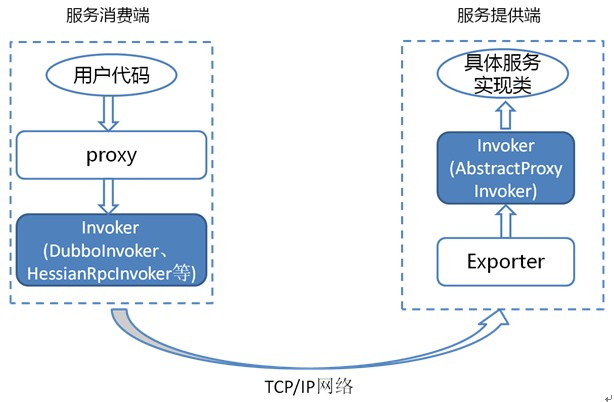 服务消费端
用户代码
proxy
Invoker
(DubboInvoker、
HessianRpcInvoker等)
服务提供端
具体服务
实现类
Invoker
(AbstractProxy
Invoker)
Exporter
TCP/IP网络